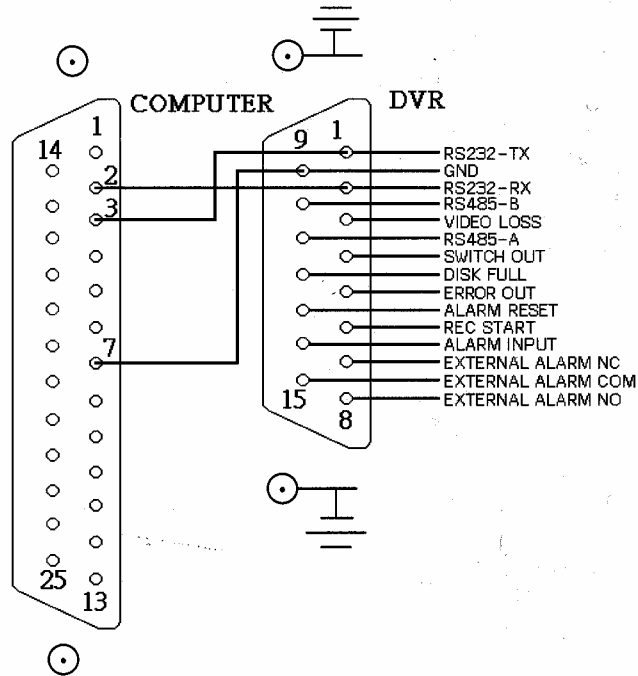 COMPUTER
DVR
1
14
2
3
7
25
13
9
1
15
8
RS232-TX
GND
RS232-RX
RS485-B
VIDEO LOSS
RS485-A
SWITCH OUT
DISK FULL
ERROR OUT
ALARM RESET
REC START
ALARM INPUT
EXTERNAL ALARM NC
EXTERNAL ALARM COM
EXTERNAL ALARM NO